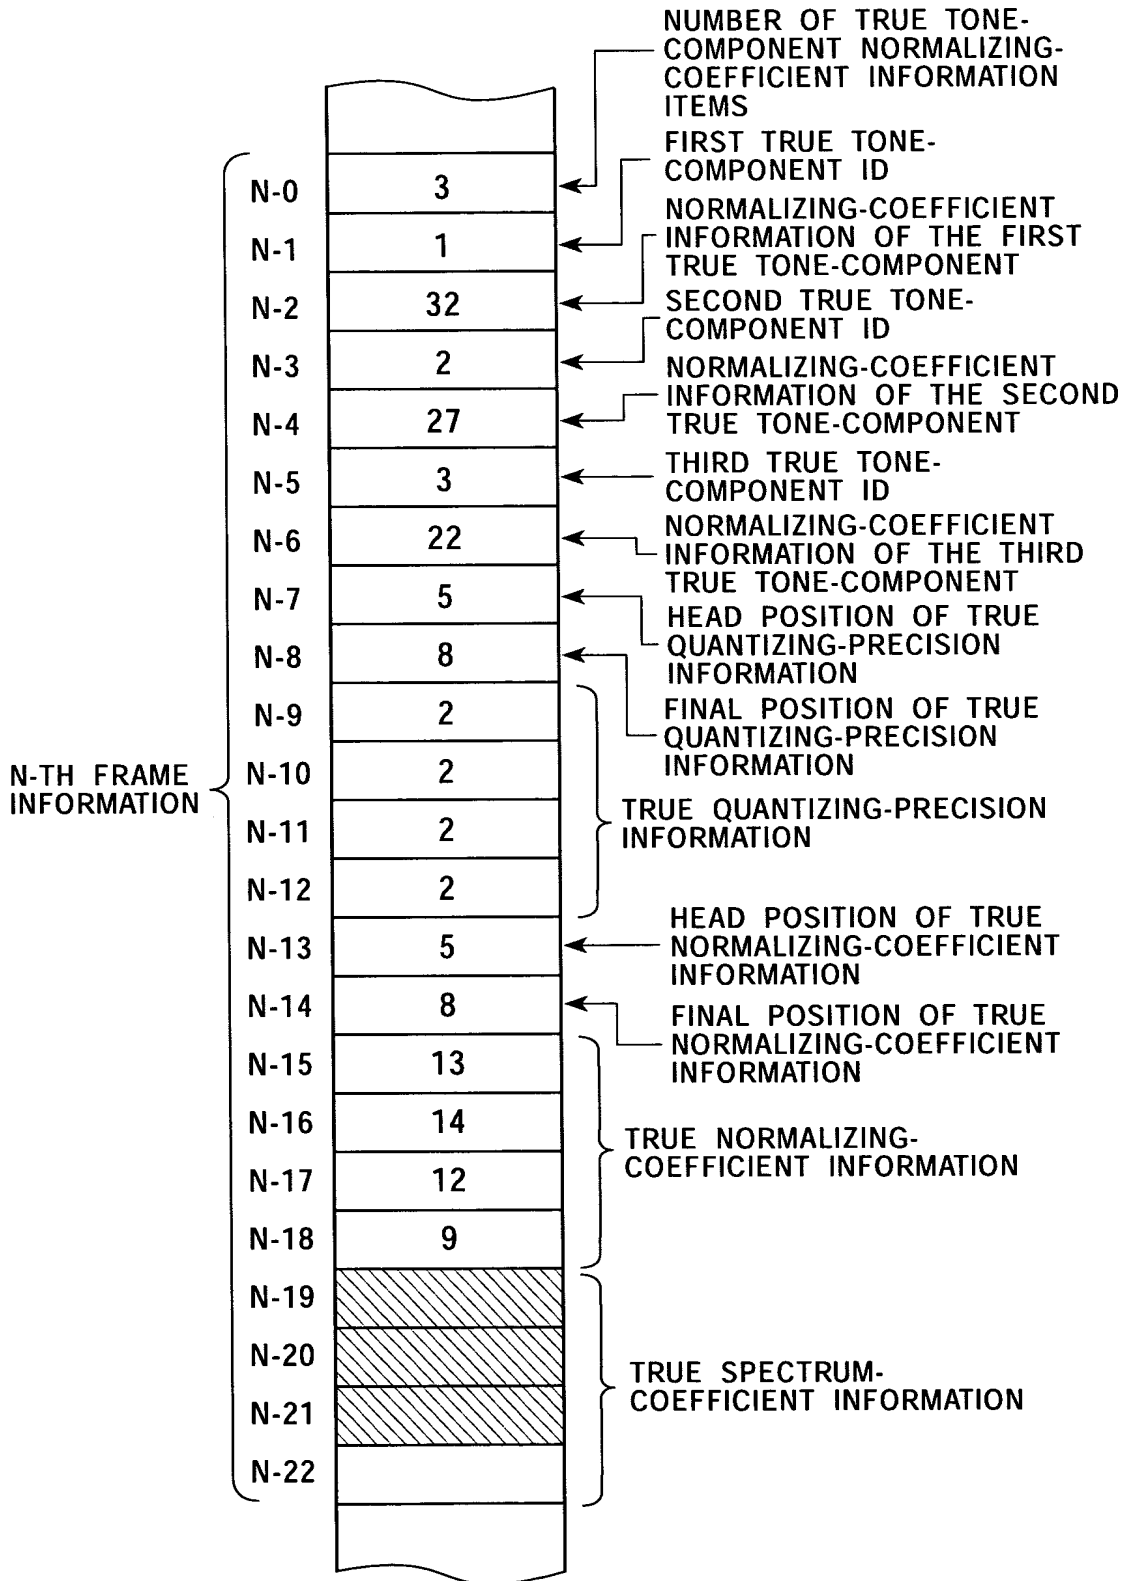 NUMBER OF TRUE TONE-
COMPONENT NORMALIZING-
COEFFICIENT INFORMATION
ITEMS
FIRST TRUE TONE-
COMPONENT ID
NORMALIZING-COEFFICIENT
INFORMATION OF THE FIRST
TRUE TONE-COMPONENT
SECOND TRUE TONE-
COMPONENT ID
NORMALIZING-COEFFICIENT
INFORMATION OF THE SECOND
TRUE TONE-COMPONENT
THIRD TRUE TONE-
COMPONENT ID
NORMALIZING-COEFFICIENT
INFORMATION OF THE THIRD
TRUE TONE-COMPONENT
HEAD POSITION OF TRUE
QUANTIZING-PRECISION
INFORMATION
FINAL POSITION OF TRUE
QUANTIZING-PRECISION
INFORMATION
TRUE QUANTIZING-PRECISION
INFORMATION
HEAD POSITION OF TRUE
NORMALIZING-COEFFICIENT
INFORMATION
FINAL POSITION OF TRUE
NORMALIZING-COEFFICIENT
INFORMATION
TRUE NORMALIZING-
COEFFICIENT INFORMATION
TRUE SPECTRUM-
COEFFICIENT INFORMATION
N-TH FRAME
INFORMATION
N-0 3
N-1 1
N-2 32
N-3 2
N-4 27
N-5 3
N-6 22
N-7 5
N-8 8
N-9 2
N-10 2
N-11 2
N-12 2
N-13 5
N-14 8
N-15 13
N-16 14
N-17 12
N-18 9
N-19
N-20
N-21
N-22